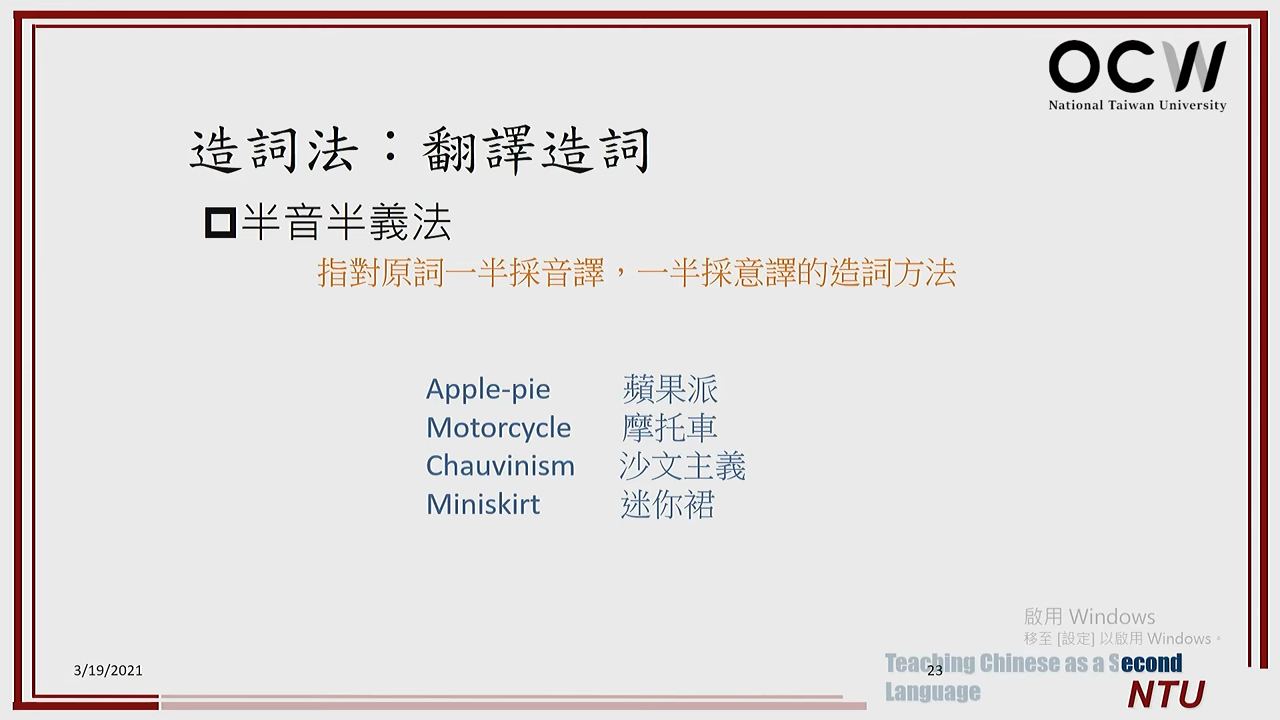 OCW
National Taiwan University
造詞法：翻譯造詞
半音半義法
指對原詞一半採音譯，一半採意譯的造詞方法
Apple-pie 蘋果派
Motorcycle 摩托車
Chauvinism 沙文主義
Miniskirt 迷你裙
啟用 Windows
移至 [設定] 以啟用 Windows。
3/19/2021
23
Teaching Chinese as a Second
Language
NTU